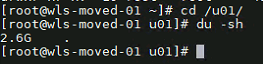 [root@wls-moved-01 ~]# cd /u01/
[root@wls-moved-01 u01]# du -sh
2.6G    .
[root@wls-moved-01 u01]#